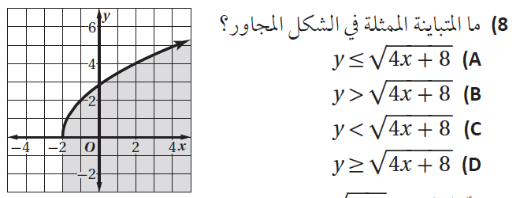 8) ما المتباينة الممثلة في الشكل المجاور؟
A) y ≤ √(4x + 8)
B) y > √(4x + 8)
C) y < √(4x + 8)
D) y ≥ √(4x + 8)
y
6
4
2
−4 −2 O 2 4 x
−2